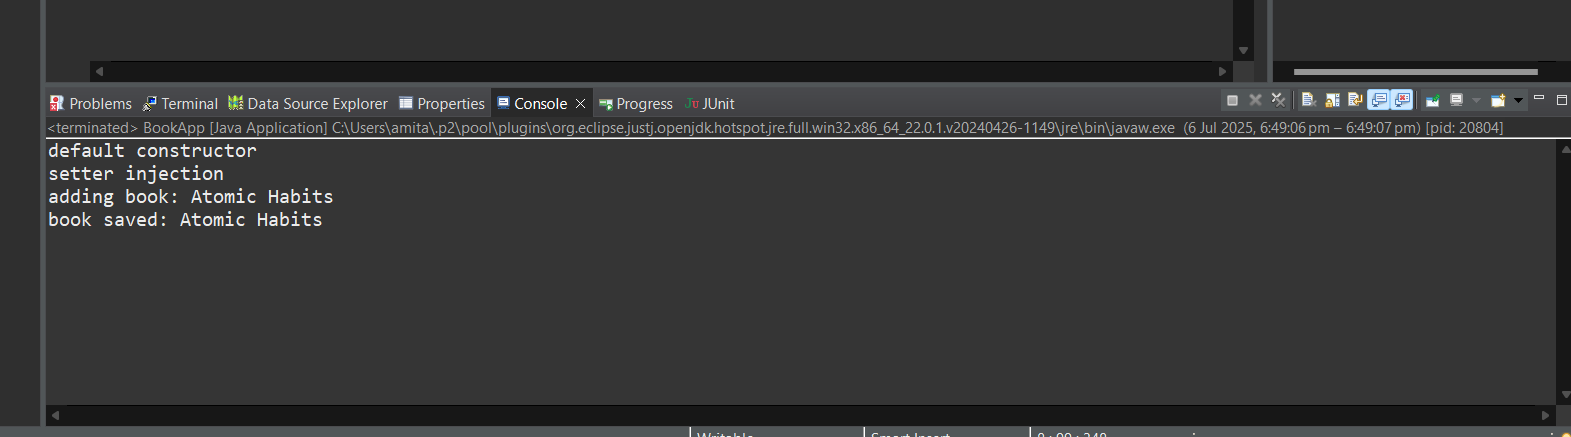 Problems Terminal Data Source Explorer Properties Console Progress JUnit
<terminated> BookApp [Java Application] C:\Users\amita\.p2\pool\plugins\org.eclipse.justj.openjdk.hotspot.jre.full.win32.x86_64_22.0.1.v20240426-1149\jre\bin\javaw.exe (6 Jul 2025, 6:49:06 pm – 6:49:07 pm) [pid: 20804]
default constructor
setter injection
adding book: Atomic Habits
book saved: Atomic Habits
Writable Smart Insert